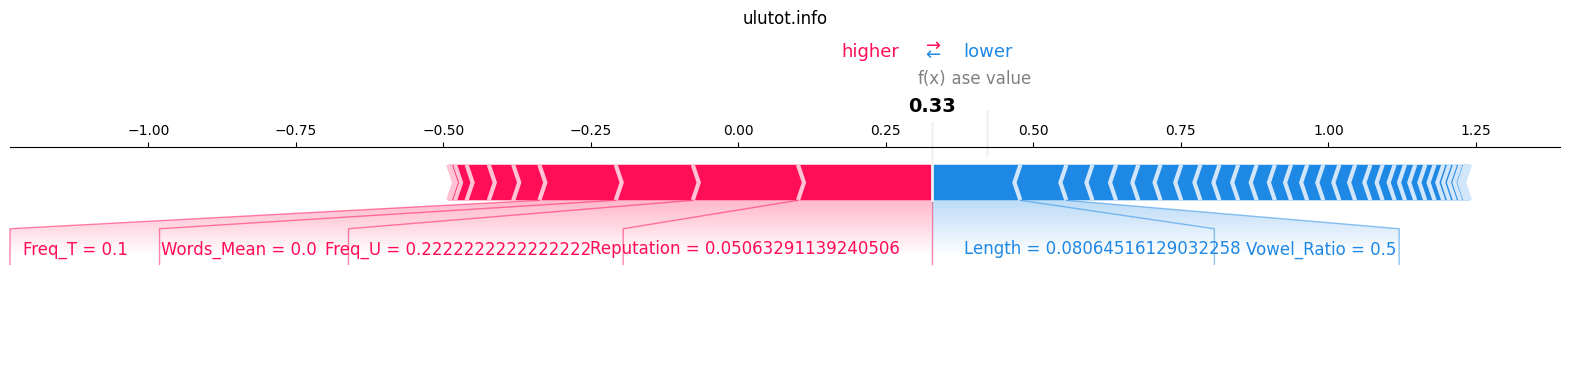 ulutot.info
higher → ← lower
f(x) ase value
0.33
−1.00 −0.75 −0.50 −0.25 0.00 0.25 0.50 0.75 1.00 1.25
Freq_T = 0.1 Words_Mean = 0.0 Freq_U = 0.2222222222222222 Reputation = 0.05063291139240506 Length = 0.08064516129032258 Vowel_Ratio = 0.5